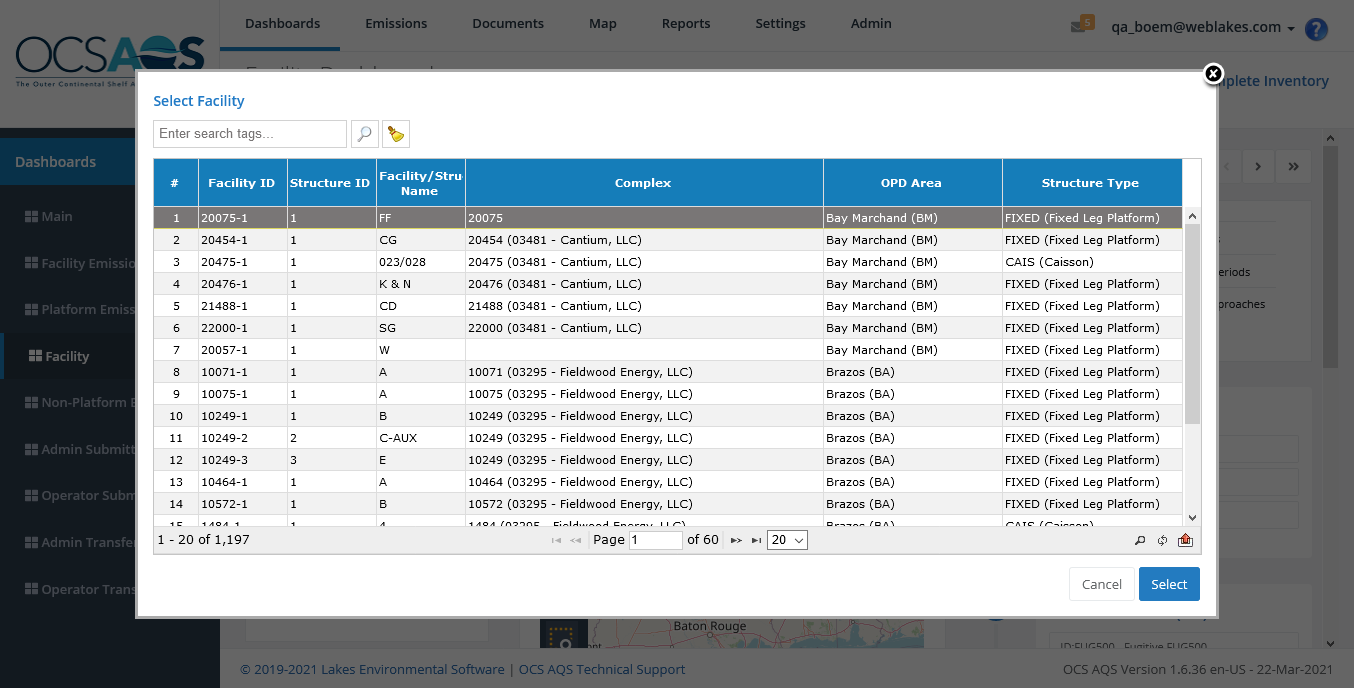 Dashboards Emissions Documents Map Reports Settings Admin 5 qa_boem@weblakes.com ?
OCSAQS
The Outer Continental Shelf A
Facility Dashboard
plete Inventory
Select Facility
Enter search tags...
Dashboards
Main
Facility Emissio
Platform Emiss
Facility
Non-Platform E
Admin Submitt
Operator Subm
Admin Transfe
Operator Trans
# Facility ID Structure ID Facility/Stru Name Complex OPD Area Structure Type
1 20075-1 1 FF 20075 Bay Marchand (BM) FIXED (Fixed Leg Platform)
2 20454-1 1 CG 20454 (03481 - Cantium, LLC) Bay Marchand (BM) FIXED (Fixed Leg Platform)
3 20475-1 1 023/028 20475 (03481 - Cantium, LLC) Bay Marchand (BM) CAIS (Caisson)
4 20476-1 1 K & N 20476 (03481 - Cantium, LLC) Bay Marchand (BM) FIXED (Fixed Leg Platform)
5 21488-1 1 CD 21488 (03481 - Cantium, LLC) Bay Marchand (BM) FIXED (Fixed Leg Platform)
6 22000-1 1 SG 22000 (03481 - Cantium, LLC) Bay Marchand (BM) FIXED (Fixed Leg Platform)
7 20057-1 1 W Bay Marchand (BM) FIXED (Fixed Leg Platform)
8 10071-1 1 A 10071 (03295 - Fieldwood Energy, LLC) Brazos (BA) FIXED (Fixed Leg Platform)
9 10075-1 1 A 10075 (03295 - Fieldwood Energy, LLC) Brazos (BA) FIXED (Fixed Leg Platform)
10 10249-1 1 B 10249 (03295 - Fieldwood Energy, LLC) Brazos (BA) FIXED (Fixed Leg Platform)
11 10249-2 2 C-AUX 10249 (03295 - Fieldwood Energy, LLC) Brazos (BA) FIXED (Fixed Leg Platform)
12 10249-3 3 E 10249 (03295 - Fieldwood Energy, LLC) Brazos (BA) FIXED (Fixed Leg Platform)
13 10464-1 1 A 10464 (03295 - Fieldwood Energy, LLC) Brazos (BA) FIXED (Fixed Leg Platform)
14 10572-1 1 B 10572 (03295 - Fieldwood Energy, LLC) Brazos (BA) FIXED (Fixed Leg Platform)
15 1484-1 1 4 1484 (03295 - Fieldwood Energy, LLC) Brazos (BA) CAIS (Caisson)
1 - 20 of 1,197 Page 1 of 60 20
Cancel Select
s
eriods
proaches
Baton Rouge
ont
ID:FUG500 - Fugitive FUG500
© 2019-2021 Lakes Environmental Software | OCS AQS Technical Support
OCS AQS Version 1.6.36 en-US - 22-Mar-2021